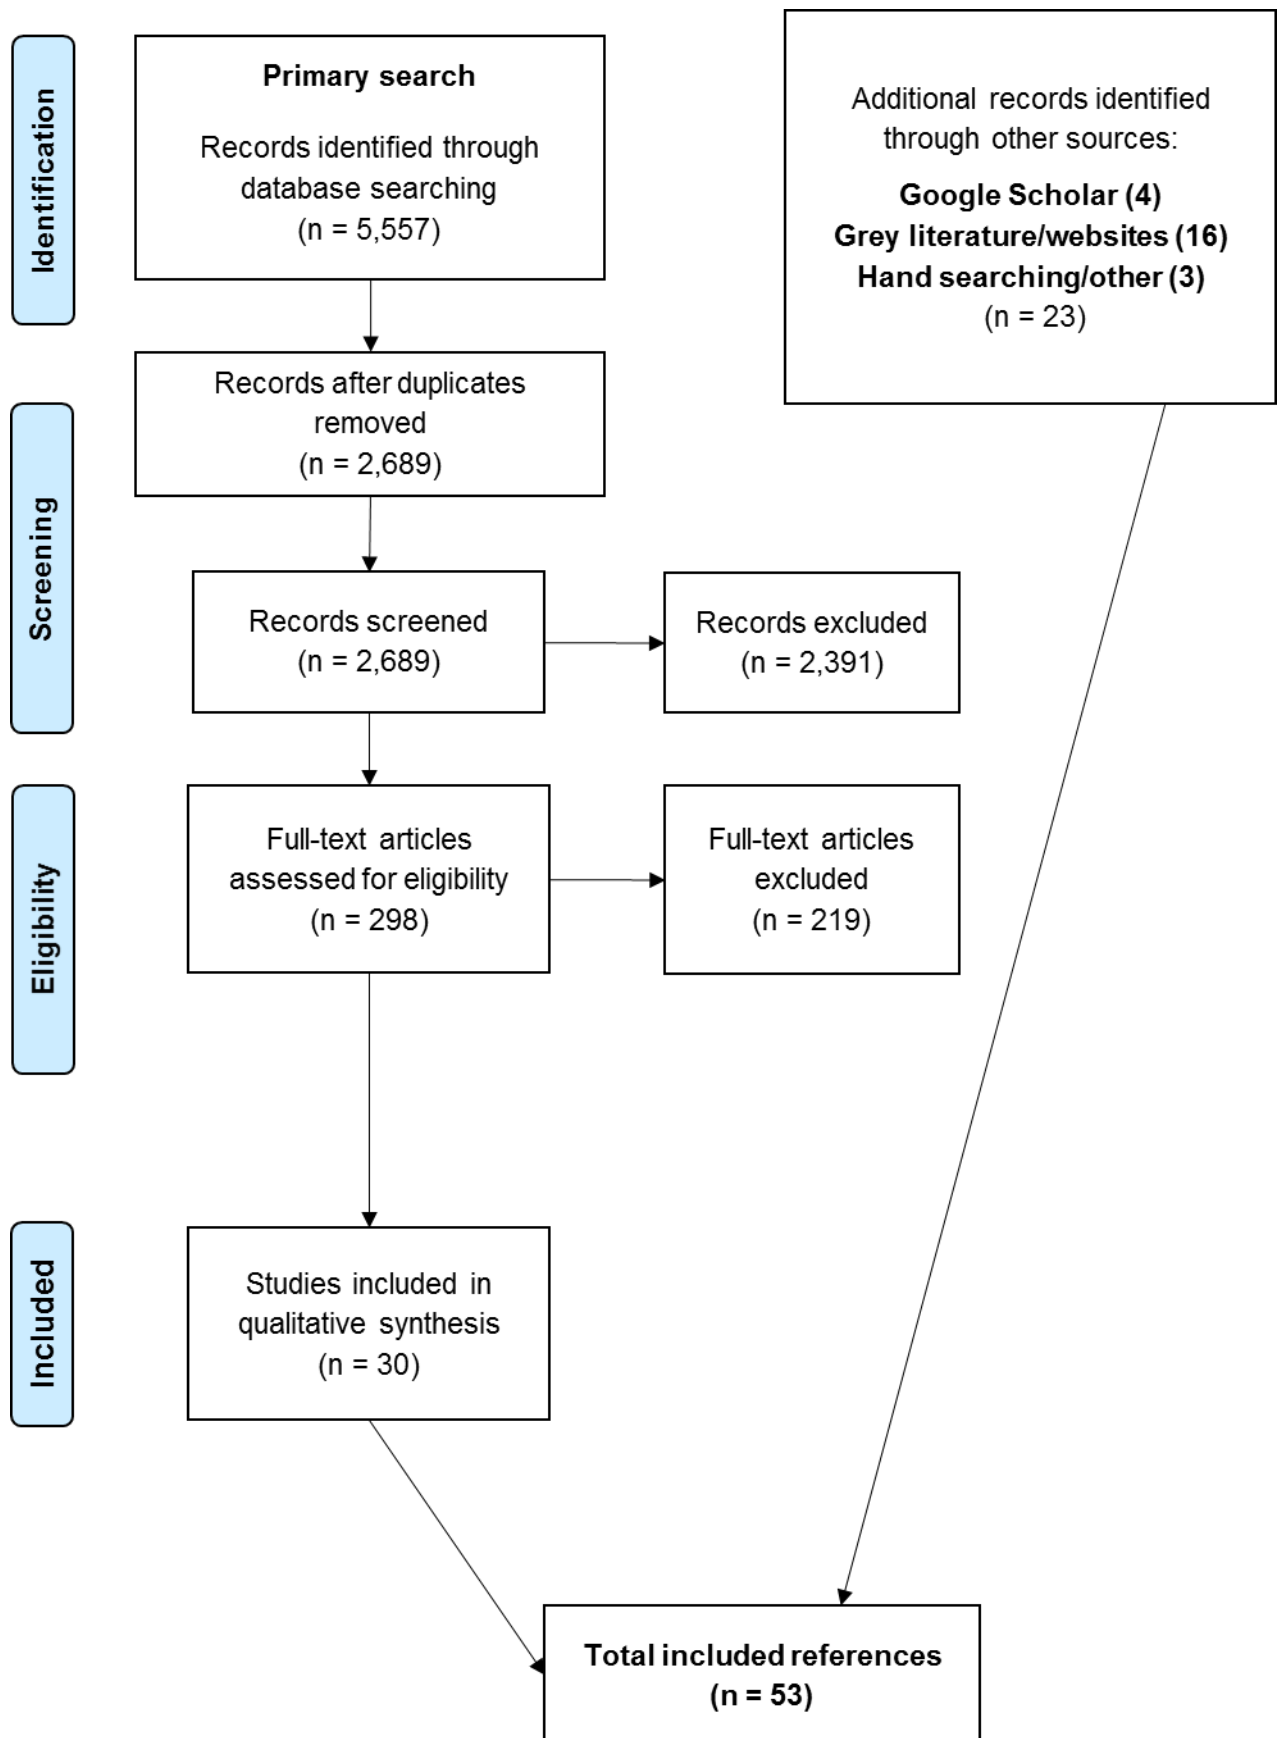 Identification
Primary search
Records identified through
database searching
(n = 5,557)
Additional records identified
through other sources:
Google Scholar (4)
Grey literature/websites (16)
Hand searching/other (3)
(n = 23)
Screening
Records after duplicates
removed
(n = 2,689)
Records screened
(n = 2,689)
Records excluded
(n = 2,391)
Eligibility
Full-text articles
assessed for eligibility
(n = 298)
Full-text articles
excluded
(n = 219)
Included
Studies included in
qualitative synthesis
(n = 30)
Total included references
(n = 53)